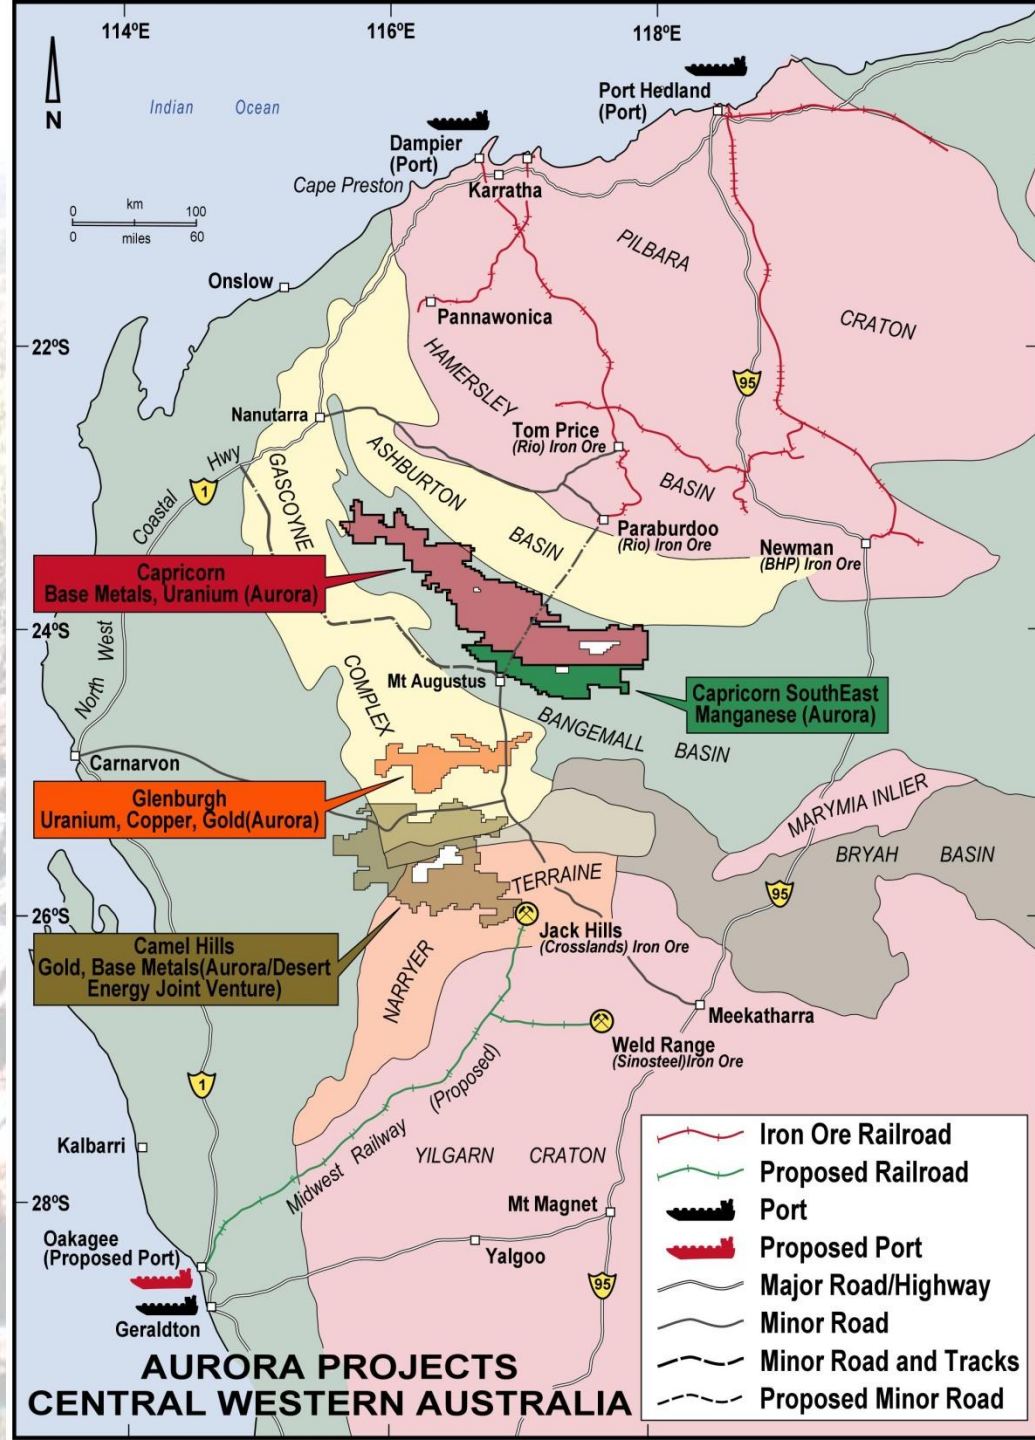 114ºE
116ºE
118ºE
N
Indian Ocean
Port Hedland
(Port)
Dampier
(Port)
Cape Preston
Karratha
0 km 100
0 miles 60
PILBARA
CRATON
Onslow
Pannawonica
22ºS
HAMERSLEY
BASIN
95
Nanutarra
Tom Price
(Rio) Iron Ore
North West Coastal Hwy
1
GASCOYNE
COMPLEX
ASHBURTON
BASIN
Paraburdoo
(Rio) Iron Ore
Newman
(BHP) Iron Ore
Capricorn
Base Metals, Uranium (Aurora)
24ºS
Mt Augustus
Capricorn SouthEast
Manganese (Aurora)
BANGEMALL BASIN
Carnarvon
Glenburgh
Uranium, Copper, Gold(Aurora)
MARYMIA INLIER
BRYAH BASIN
95
26ºS
NARRYER
TERRAINE
Jack Hills
(Crosslands) Iron Ore
Camel Hills
Gold, Base Metals(Aurora/Desert
Energy Joint Venture)
Meekatharra
Weld Range
(Sinosteel)Iron Ore
1
Midwest Railway (Proposed)
Kalbarri
YILGARN CRATON
28ºS
Mt Magnet
Oakagee
(Proposed Port)
Yalgoo
95
Geraldton
Iron Ore Railroad
Proposed Railroad
Port
Proposed Port
Major Road/Highway
Minor Road
Minor Road and Tracks
Proposed Minor Road
AURORA PROJECTS
CENTRAL WESTERN AUSTRALIA